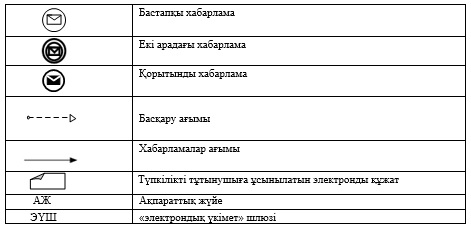 Бастапқы хабарлама
Екі арадағы хабарлама
Қорытынды хабарлама
Басқару ағымы
Хабарламалар ағымы
Түпкілікті тұтынушыға ұсынылатын электронды құжат
АЖ Ақпараттық жүйе
ЭҮШ «электрондық үкімет» шлюзі